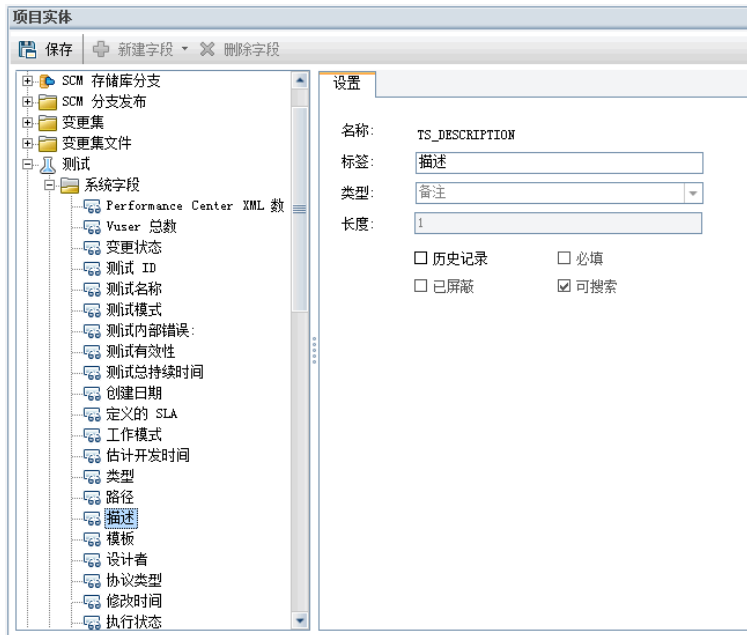 项目实体
保存 新建字段 删除字段
SCM 存储库分支
SCM 分支发布
变更集
变更集文件
测试
系统字段
Performance Center XML 数
Vuser 总数
变更状态
测试 ID
测试名称
测试模式
测试内部错误:
测试有效性
测试总持续时间
创建日期
定义的 SLA
工作模式
估计开发时间
类型
路径
描述
模板
设计者
协议类型
修改时间
执行状态
设置
名称: TS_DESCRIPTION
标签: 描述
类型: 备注
长度: 1
历史记录 必填
已屏蔽 可搜索